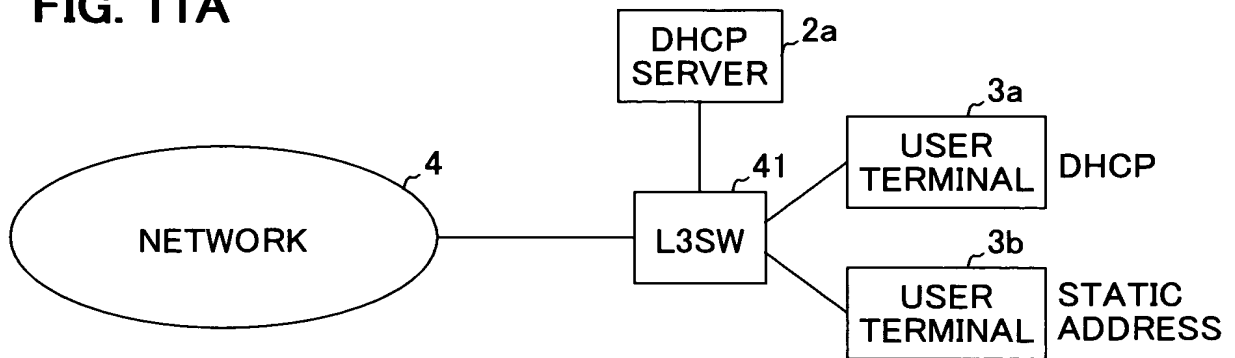 FIG. 11A
DHCP
SERVER
2a
3a
USER
TERMINAL
DHCP
4
41
NETWORK
L3SW
3b
USER
TERMINAL
STATIC
ADDRESS